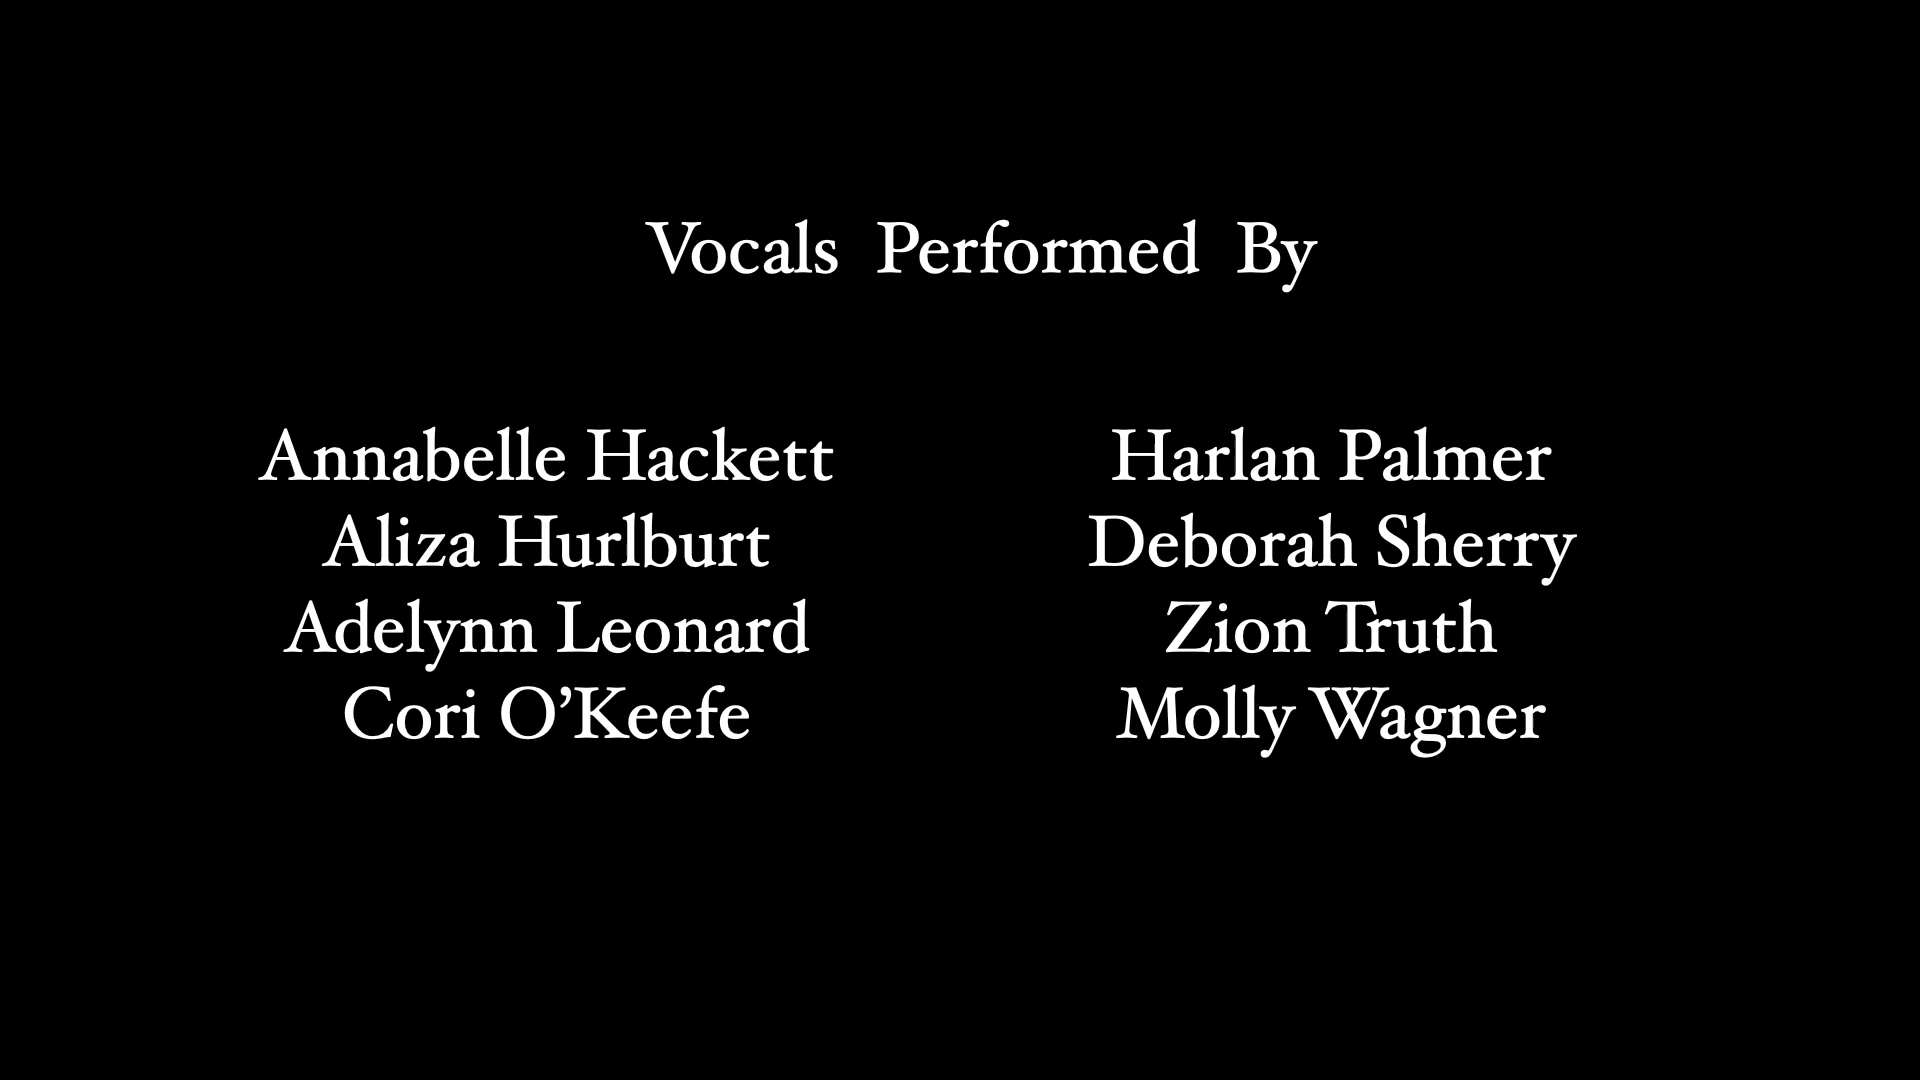 Vocals Performed By
Annabelle Hackett
Aliza Hurlburt
Adelynn Leonard
Cori O’Keefe
Harlan Palmer
Deborah Sherry
Zion Truth
Molly Wagner